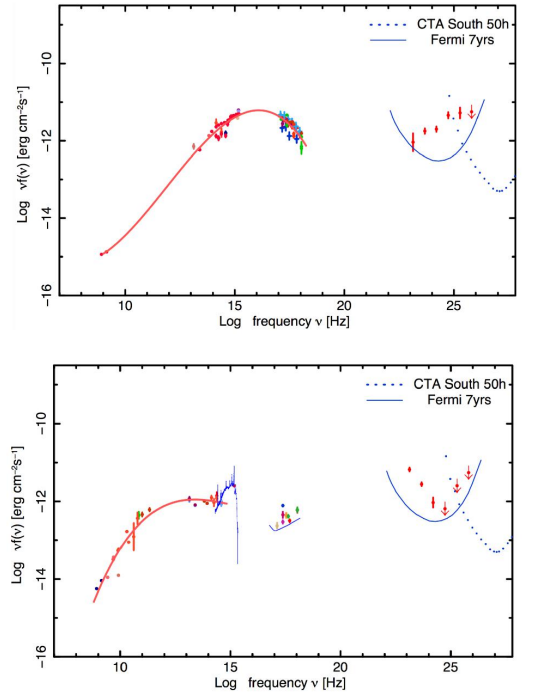 CTA South 50h
Fermi 7yrs
−10
−12
−14
−16
Log νf(ν) [erg cm⁻²s⁻¹]
10 15 20 25
Log frequency ν [Hz]
CTA South 50h
Fermi 7yrs
−10
−12
−14
−16
Log νf(ν) [erg cm⁻²s⁻¹]
10 15 20 25
Log frequency ν [Hz]